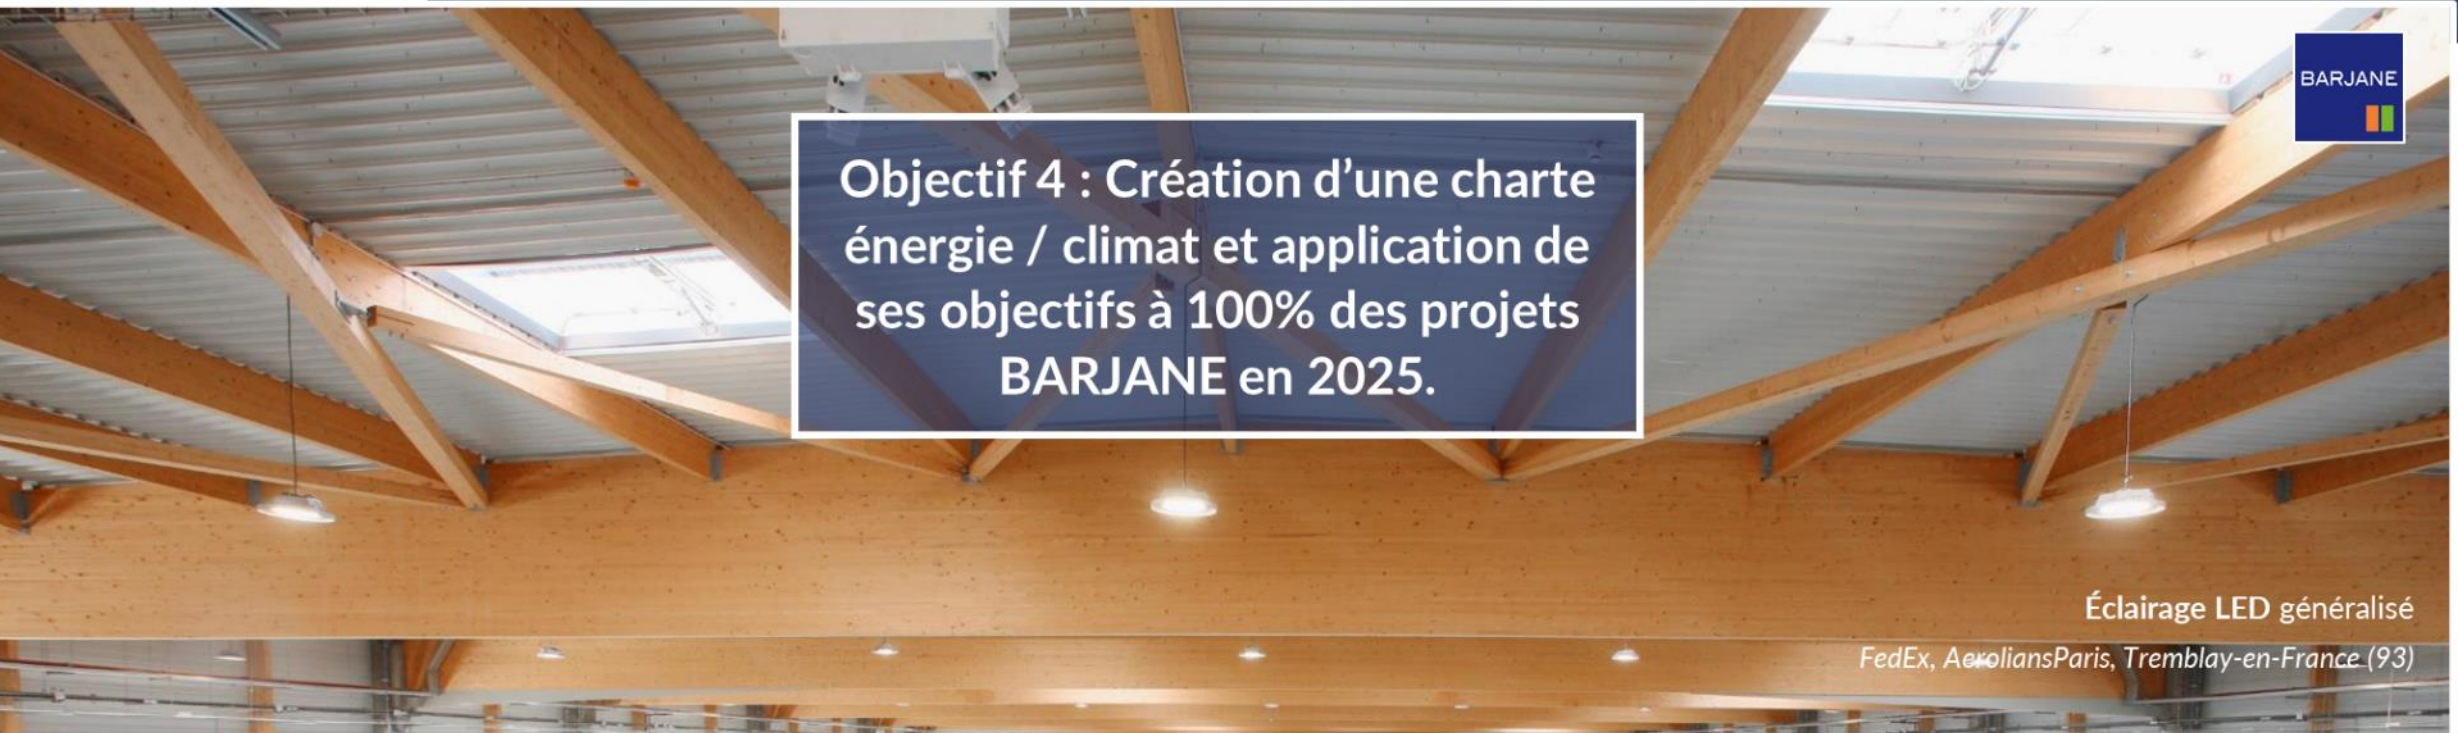 BARJANE
Objectif 4 : Création d’une charte
énergie / climat et application de
ses objectifs à 100% des projets
BARJANE en 2025.
Éclairage LED généralisé
FedEx, AeroliansParis, Tremblay-en-France (93)